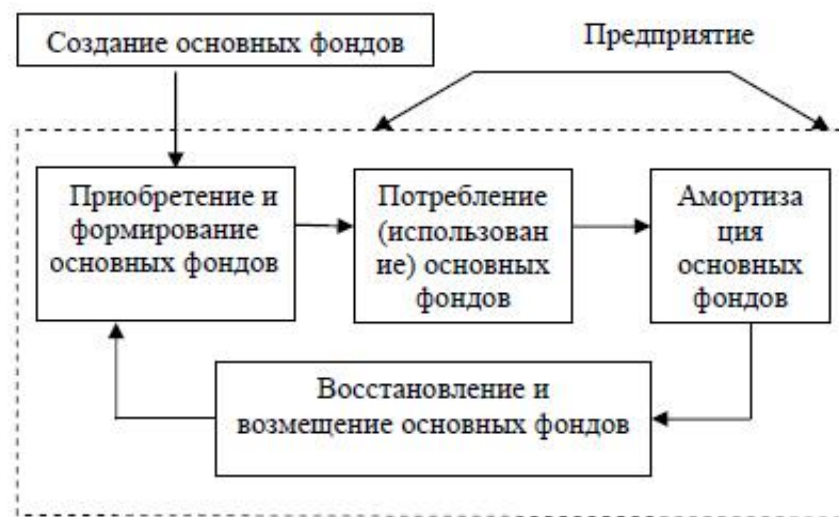 Создание основных фондов
Предприятие
Приобретение и
формирование
основных фондов
Потребление
(использован
ие) основных
фондов
Амортиза
ция
основных
фондов
Восстановление и
возмещение основных фондов